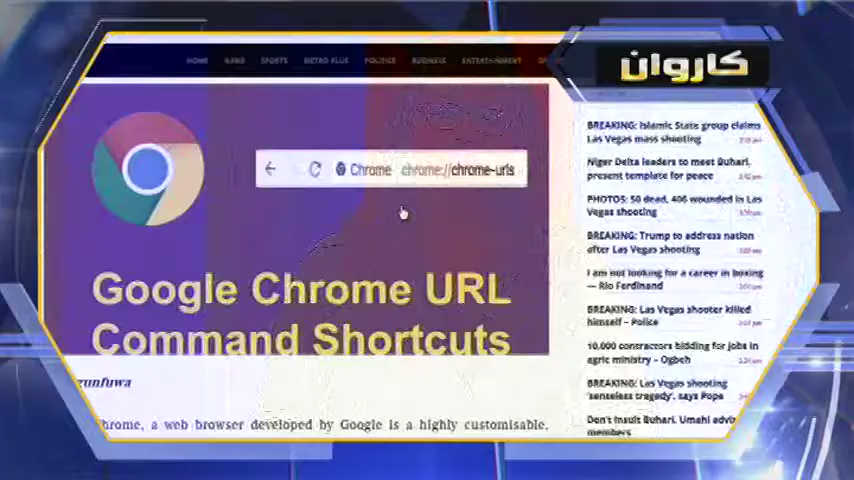 کاروان
HOME NEWS SPORTS METRO PLUS POLITICS BUSINESS ENTERTAINMENT
Chrome chrome://chrome-urls
Google Chrome URL
Command Shortcuts
gunfuwa
hrome, a web browser developed by Google is a highly customisable,
BREAKING: Islamic State group claims
Las Vegas mass shooting
Niger Delta leaders to meet Buhari,
present template for peace
PHOTOS: 50 dead, 406 wounded in Las
Vegas shooting
BREAKING: Trump to address nation
after Las Vegas shooting
I am not looking for a career in boxing
— Rio Ferdinand
BREAKING: Las Vegas shooter killed
himself – Police
10,000 contractors bidding for jobs in
agric ministry – Ogbeh
BREAKING: Las Vegas shooting
'senseless tragedy', says Pope
Don't insult Buhari, Umahi advis
members